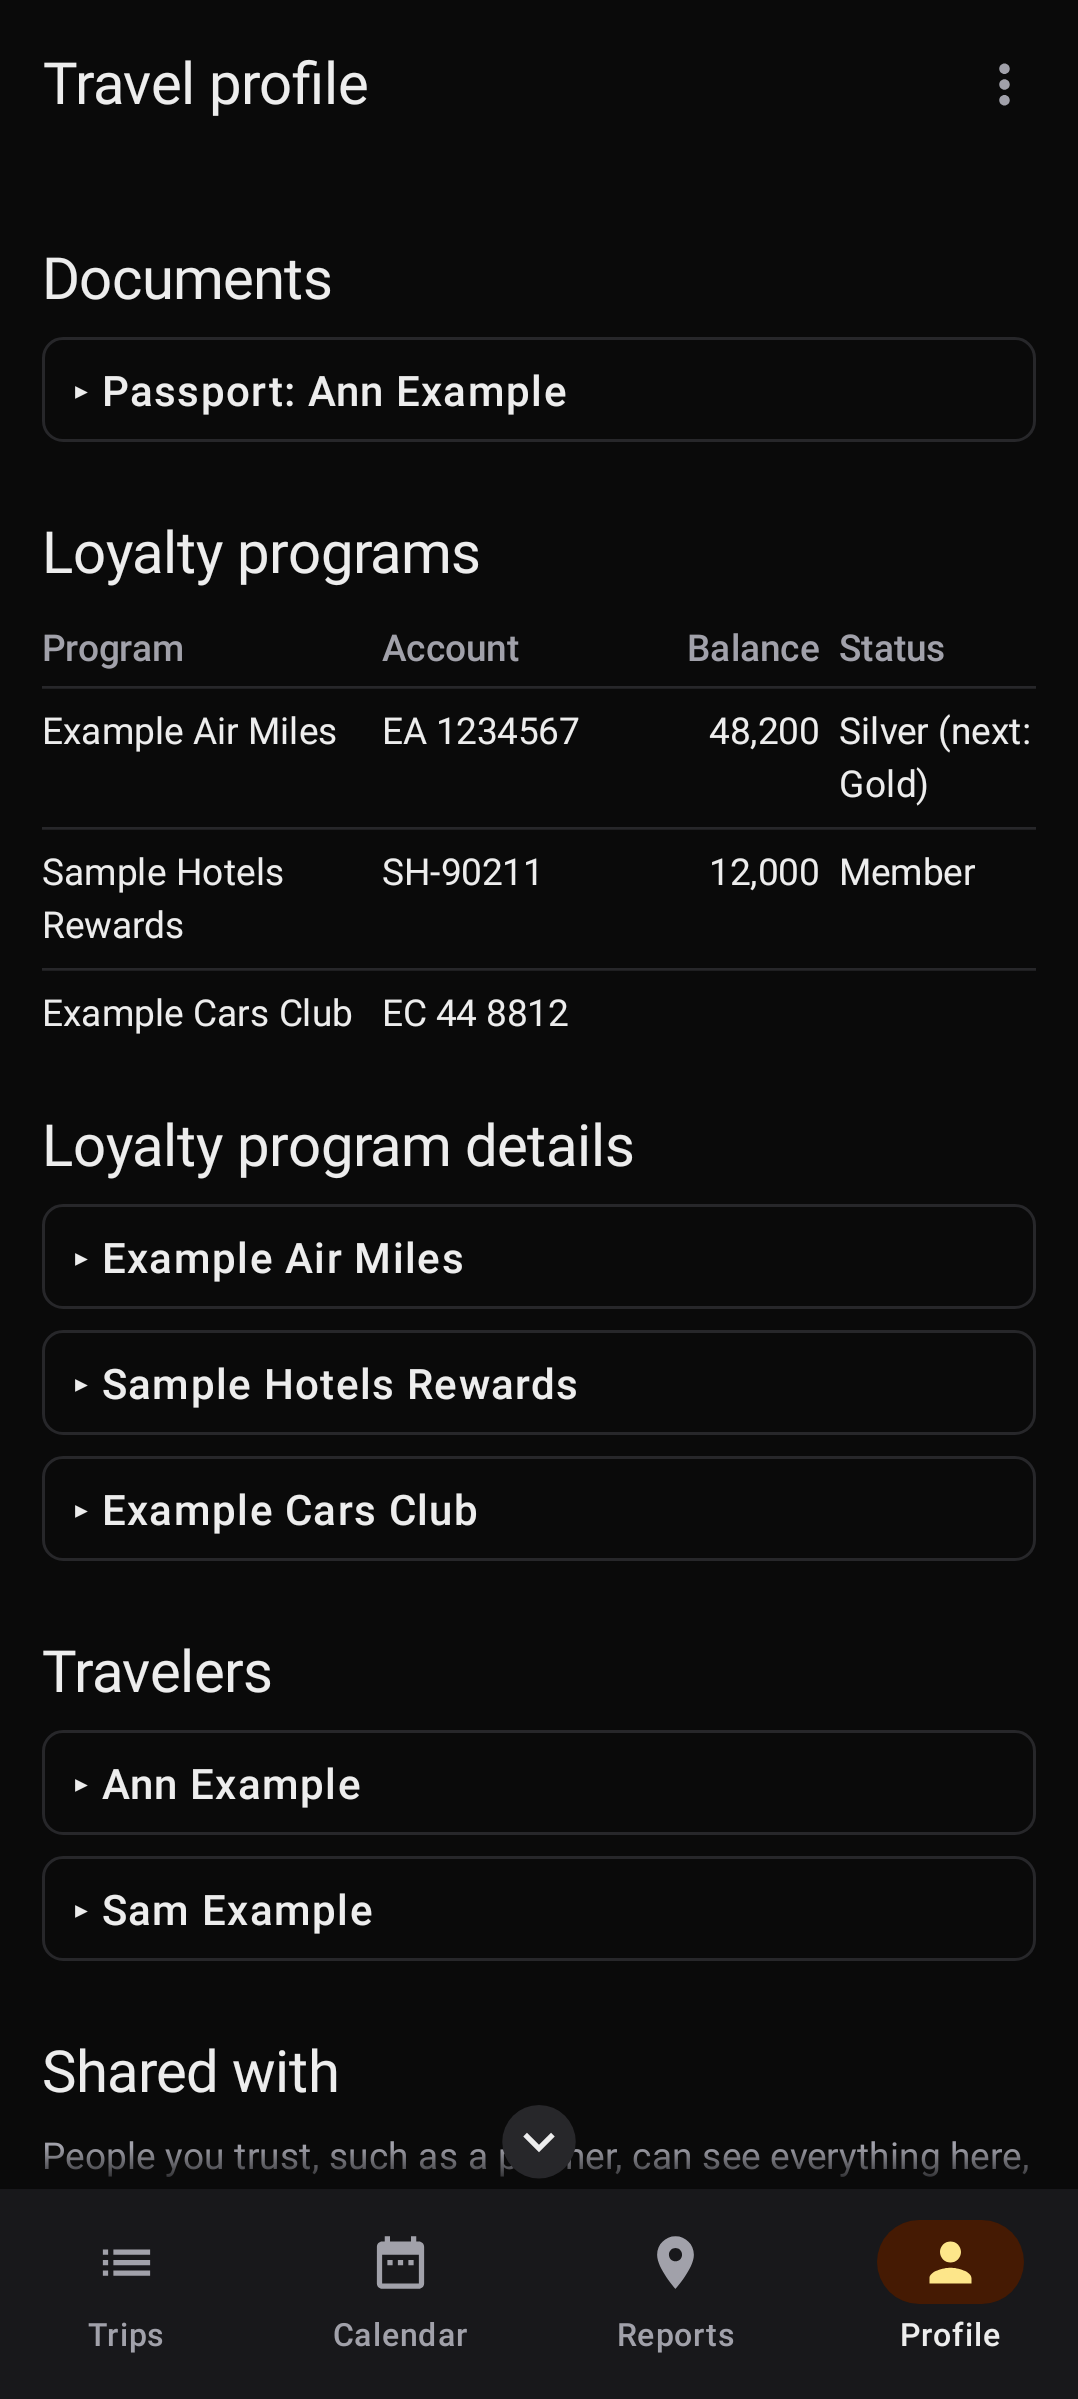 Travel profile
Documents
▸ Passport: Ann Example
Loyalty programs
Program Account Balance Status
Example Air Miles EA 1234567 48,200 Silver (next:
Gold)
Sample Hotels SH-90211 12,000 Member
Rewards
Example Cars Club EC 44 8812
Loyalty program details
▸ Example Air Miles
▸ Sample Hotels Rewards
▸ Example Cars Club
Travelers
▸ Ann Example
▸ Sam Example
Shared with
People you trust, such as a can see everything here,
Trips Calendar Reports Profile